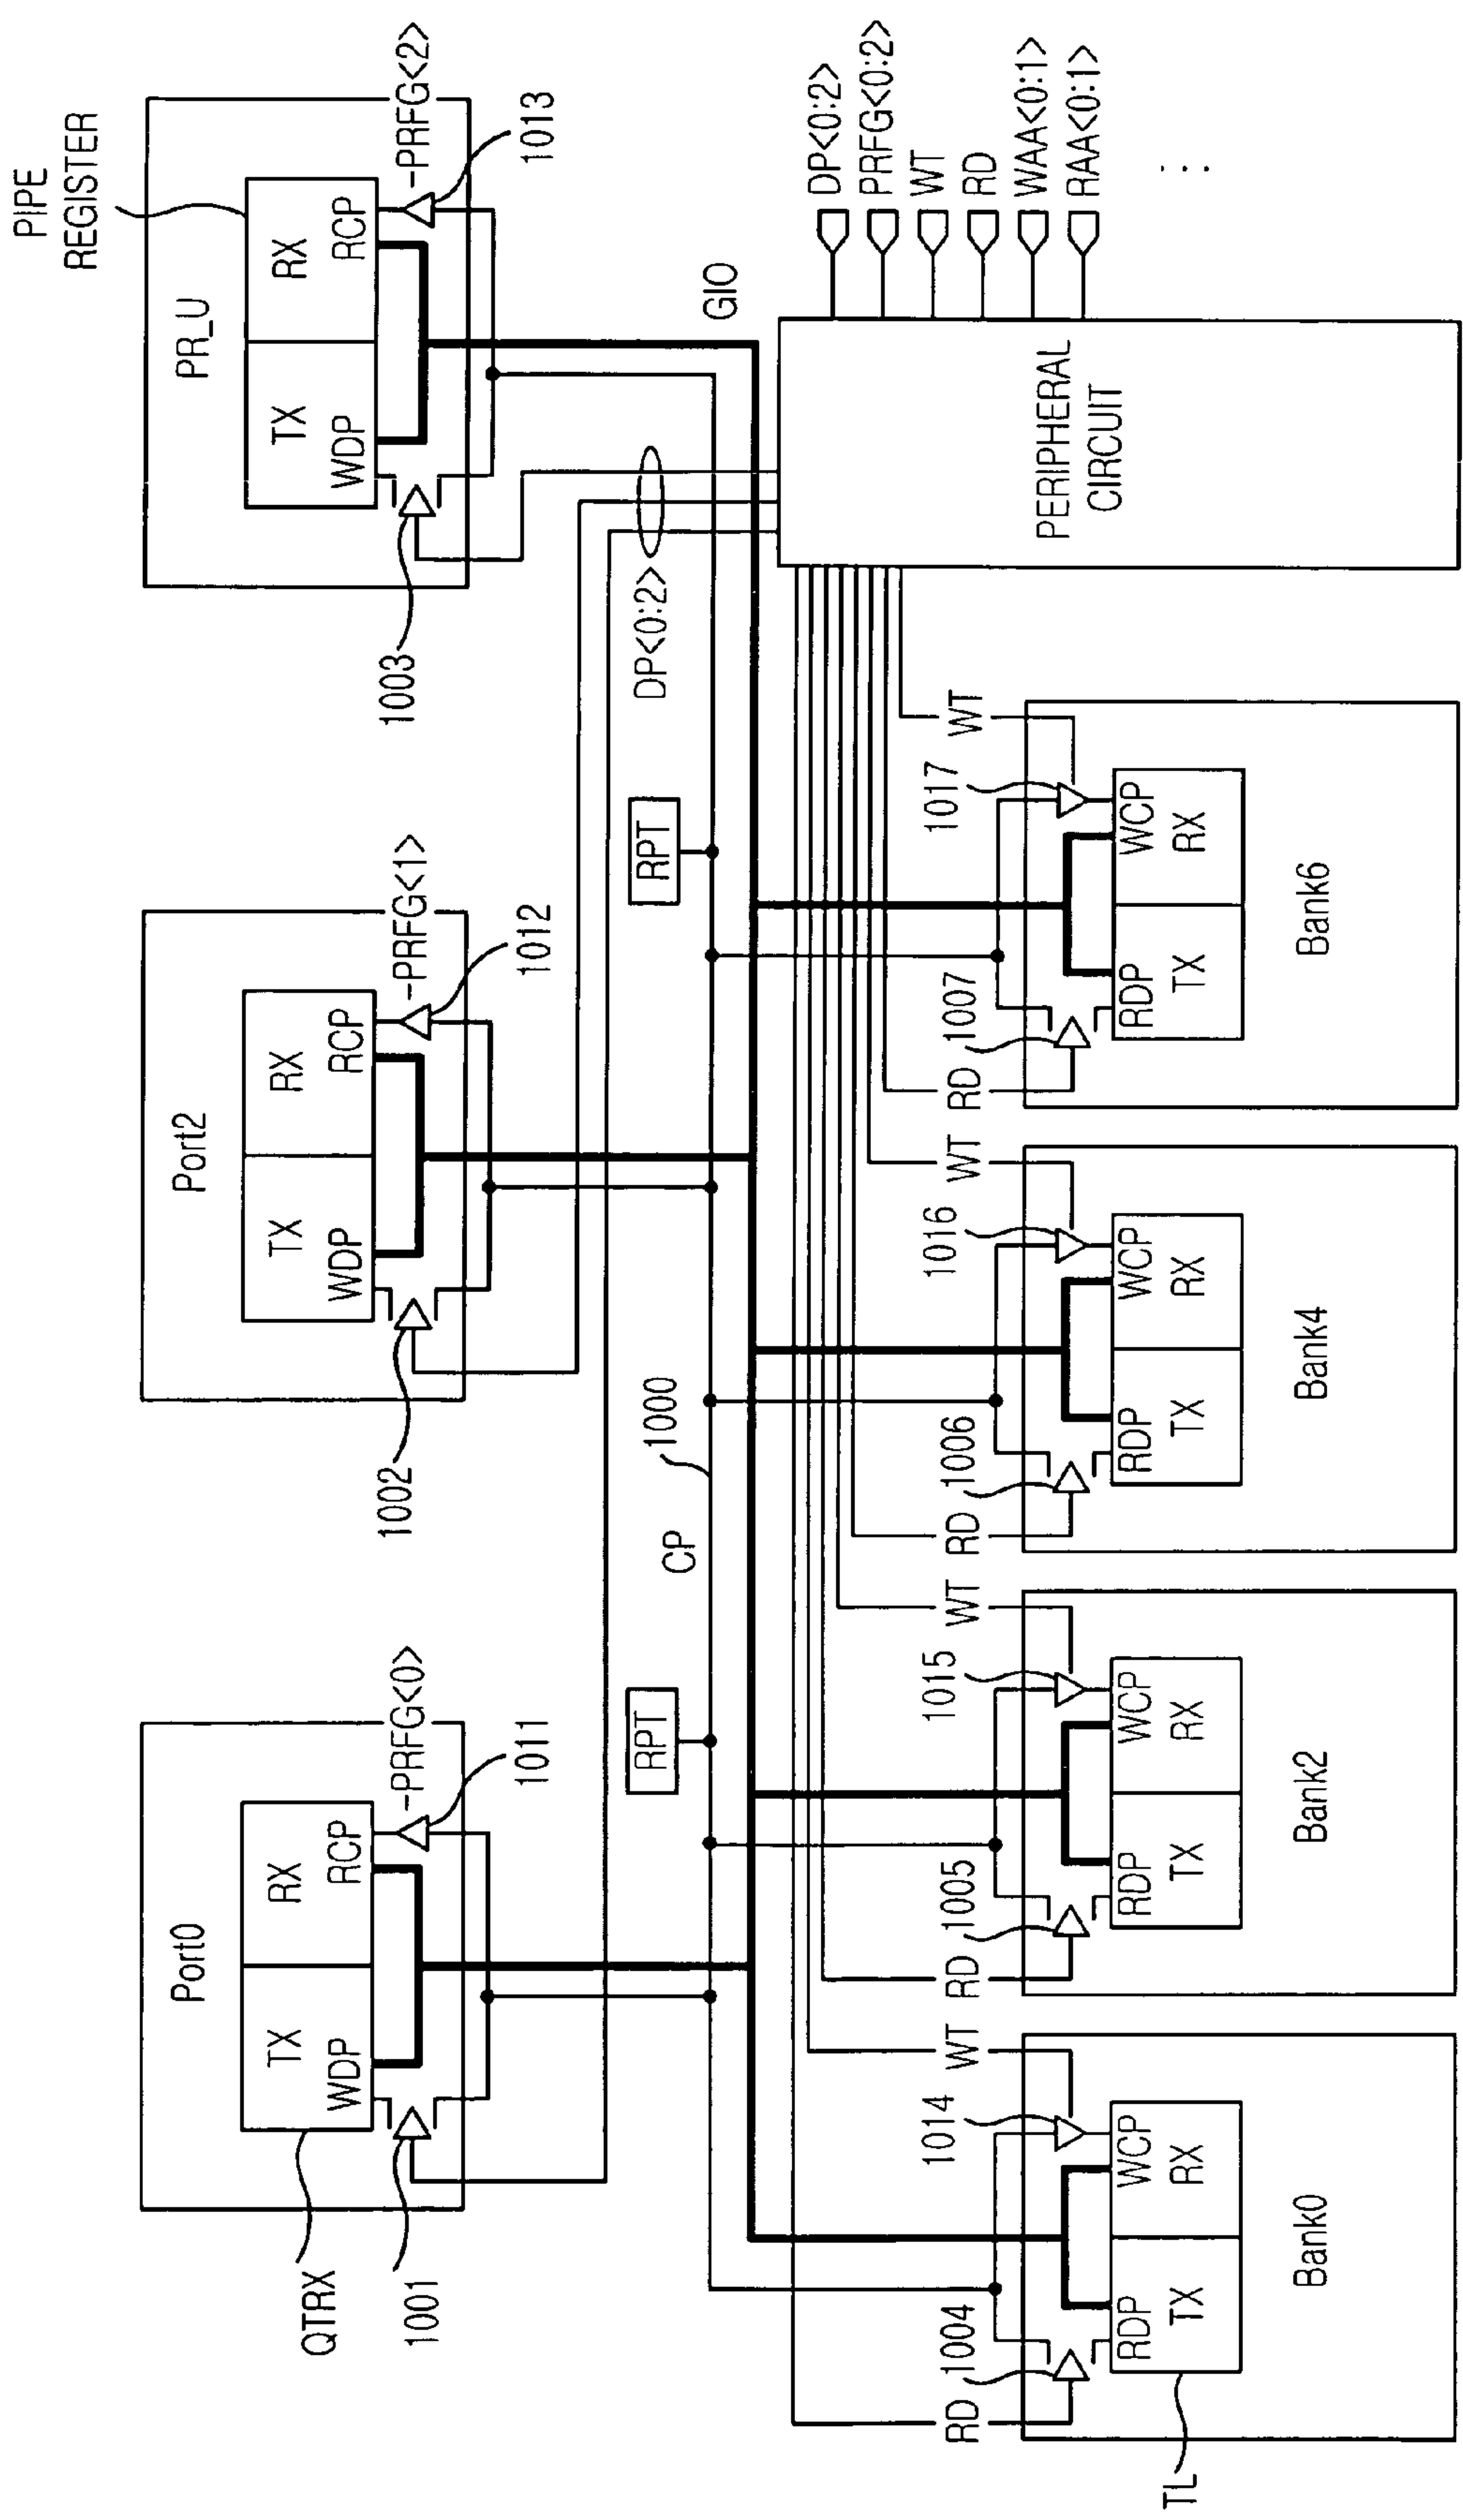 PIPE
REGISTER
Port0
TX
RX
WDP
RCP
-PRFG<0>
QTRX
1001
1011
Port2
TX
RX
WDP
RCP
-PRFG<1>
1002
1012
PR_U
TX
RX
WDP
RCP
-PRFG<2>
1003
1013
RPT
RPT
DP<0:2>
CP
1000
GIO
PERIPHERAL
CIRCUIT
DP<0:2>
PRFG<0:2>
WT
RD
WAA<0:1>
RAA<0:1>
...
RD
1004
1014
WT
RDP
WCP
TX
RX
Bank0
TL
RD
1005
1015
WT
RDP
WCP
TX
RX
Bank2
RD
1006
1016
WT
RDP
WCP
TX
RX
Bank4
RD
1007
1017
WT
RDP
WCP
TX
RX
Bank6